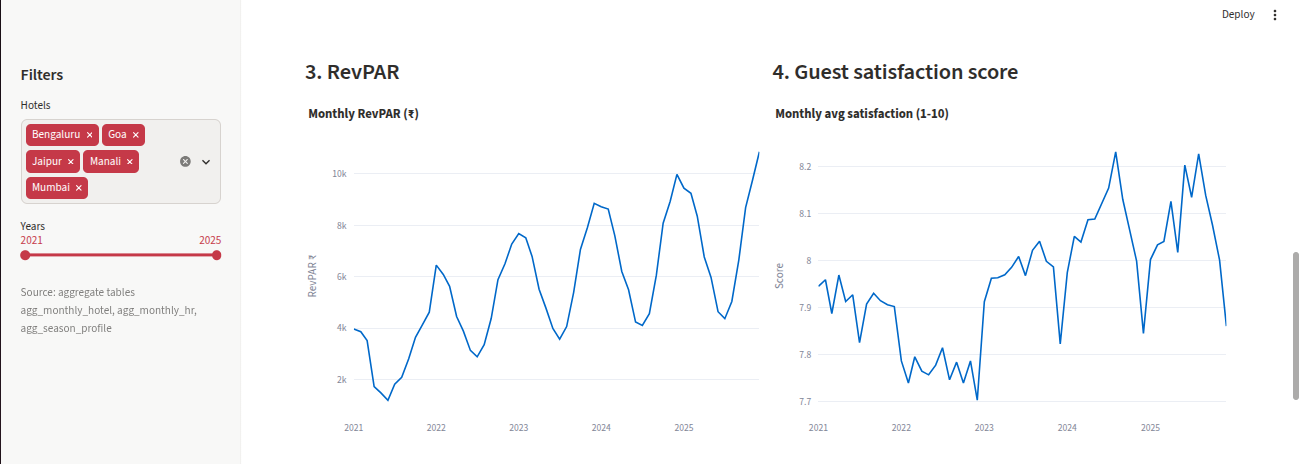 Deploy
Filters
Hotels
Bengaluru × Goa ×
Jaipur × Manali ×
Mumbai ×
Years
2021 2025
Source: aggregate tables
agg_monthly_hotel, agg_monthly_hr,
agg_season_profile
3. RevPAR
Monthly RevPAR (₹)
RevPAR ₹
10k
8k
6k
4k
2k
2021 2022 2023 2024 2025
4. Guest satisfaction score
Monthly avg satisfaction (1-10)
Score
8.2
8.1
8
7.9
7.8
7.7
2021 2022 2023 2024 2025